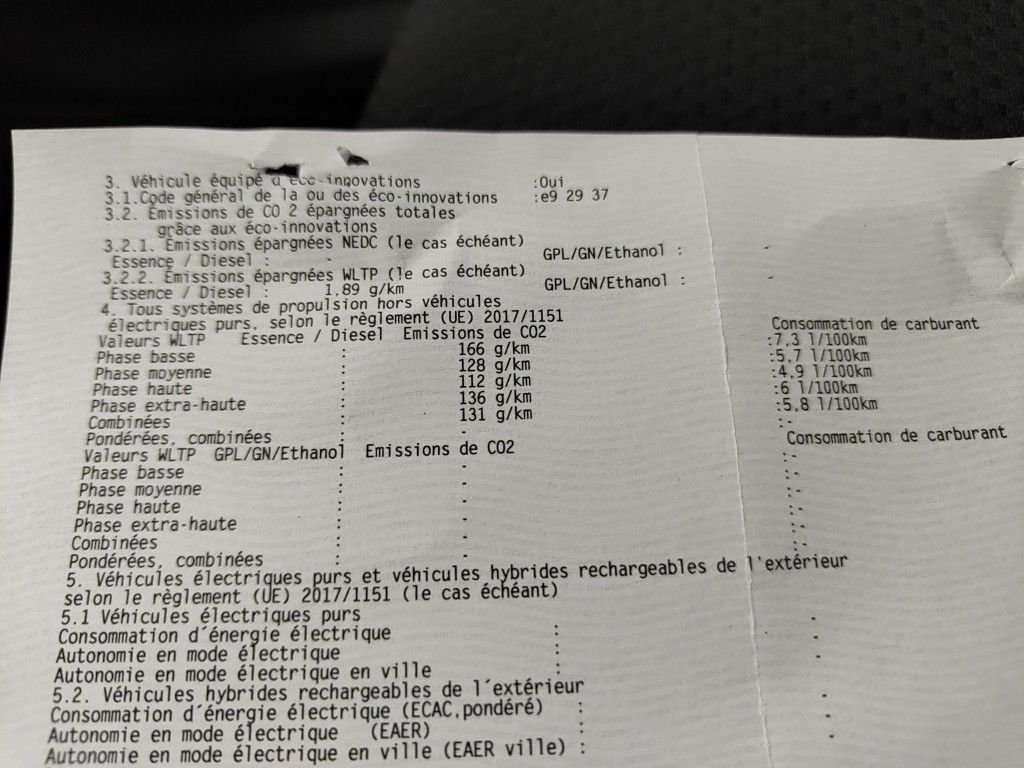 3. Véhicule équipé d'éco-innovations :Oui
3.1.Code général de la ou des éco-innovations :e9 29 37
3.2. Émissions de CO 2 épargnées totales
grâce aux éco-innovations
3.2.1. Émissions épargnées NEDC (le cas échéant)
Essence / Diesel : - GPL/GN/Ethanol : -
3.2.2. Émissions épargnées WLTP (le cas échéant)
Essence / Diesel : 1,89 g/km GPL/GN/Ethanol : -
4. Tous systèmes de propulsion hors véhicules
électriques purs, selon le règlement (UE) 2017/1151
Valeurs WLTP Essence / Diesel Emissions de CO2 Consommation de carburant
Phase basse : 166 g/km :7,3 l/100km
Phase moyenne : 128 g/km :5,7 l/100km
Phase haute : 112 g/km :4,9 l/100km
Phase extra-haute : 136 g/km :6 l/100km
Combinées : 131 g/km :5,8 l/100km
Pondérées, combinées : - :-
Valeurs WLTP GPL/GN/Ethanol Emissions de CO2 Consommation de carburant
Phase basse : - :-
Phase moyenne : - :-
Phase haute : - :-
Phase extra-haute : - :-
Combinées : - :-
Pondérées, combinées : - :-
5. Véhicules électriques purs et véhicules hybrides rechargeables de l'extérieur
selon le règlement (UE) 2017/1151 (le cas échéant)
5.1 Véhicules électriques purs
Consommation d'énergie électrique : -
Autonomie en mode électrique : -
Autonomie en mode électrique en ville :
5.2. Véhicules hybrides rechargeables de l'extérieur
Consommation d'énergie électrique (ECAC,pondéré) : -
Autonomie en mode électrique (EAER) : -
Autonomie en mode électrique en ville (EAER ville) :